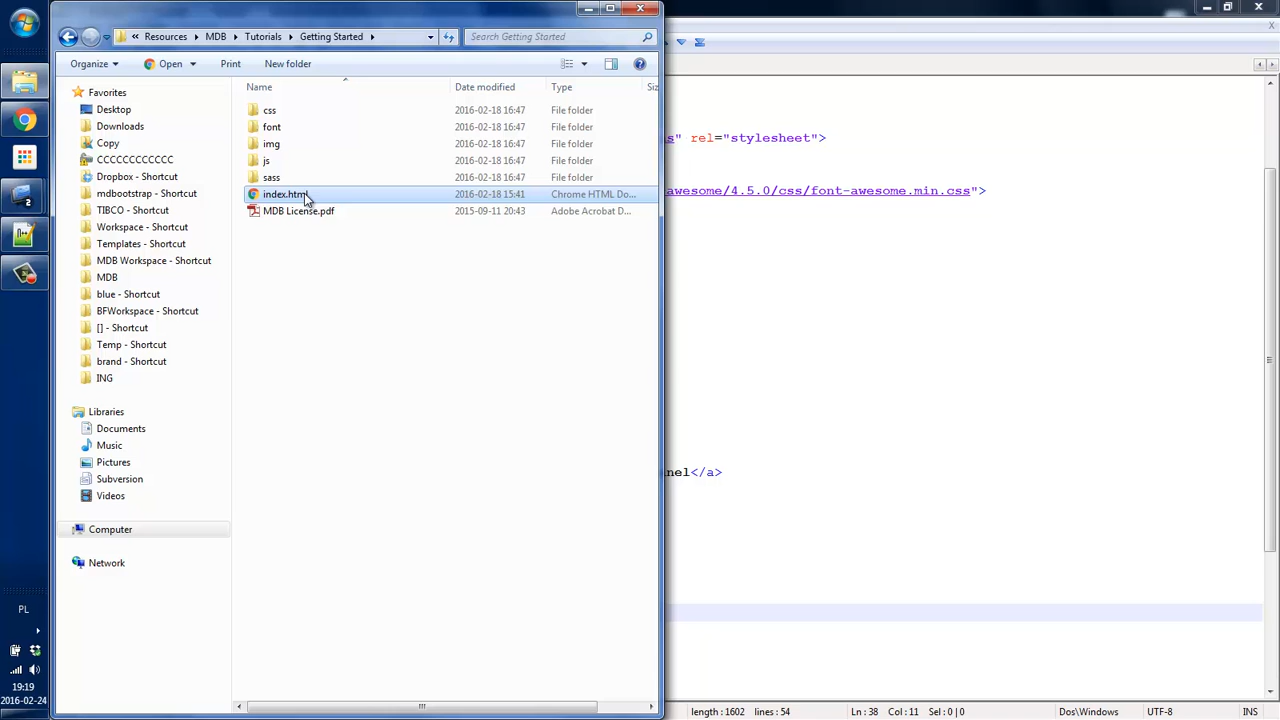 Resources MDB Tutorials Getting Started
Search Getting Started
Organize Open Print New folder
Name Date modified Type
css 2016-02-18 16:47 File folder
font 2016-02-18 16:47 File folder
img 2016-02-18 16:47 File folder
js 2016-02-18 16:47 File folder
sass 2016-02-18 16:47 File folder
index.html 2016-02-18 15:41 Chrome HTML Do...
MDB License.pdf 2015-09-11 20:43 Adobe Acrobat D...
Favorites
Desktop
Downloads
Copy
CCCCCCCCCCCC
Dropbox - Shortcut
mdbootstrap - Shortcut
TIBCO - Shortcut
Workspace - Shortcut
Templates - Shortcut
MDB Workspace - Shortcut
MDB
blue - Shortcut
BFWorkspace - Shortcut
[] - Shortcut
Temp - Shortcut
brand - Shortcut
ING
Libraries
Documents
Music
Pictures
Subversion
Videos
Computer
Network
s" rel="stylesheet">
awesome/4.5.0/css/font-awesome.min.css">
nel</a>
length:1602 lines:54 Ln:38 Col:11 Sel:0|0 Dos\Windows UTF-8 INS
PL
19:19
2016-02-24